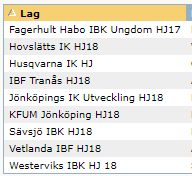 Lag
Fagerhult Habo IBK Ungdom HJ17
Hovslätts IK HJ18
Husqvarna IK HJ
IBF Tranås HJ18
Jönköpings IK Utveckling HJ18
KFUM Jönköping HJ18
Sävsjö IBK HJ18
Vetlanda IBF HJ18
Westerviks IBK HJ 18